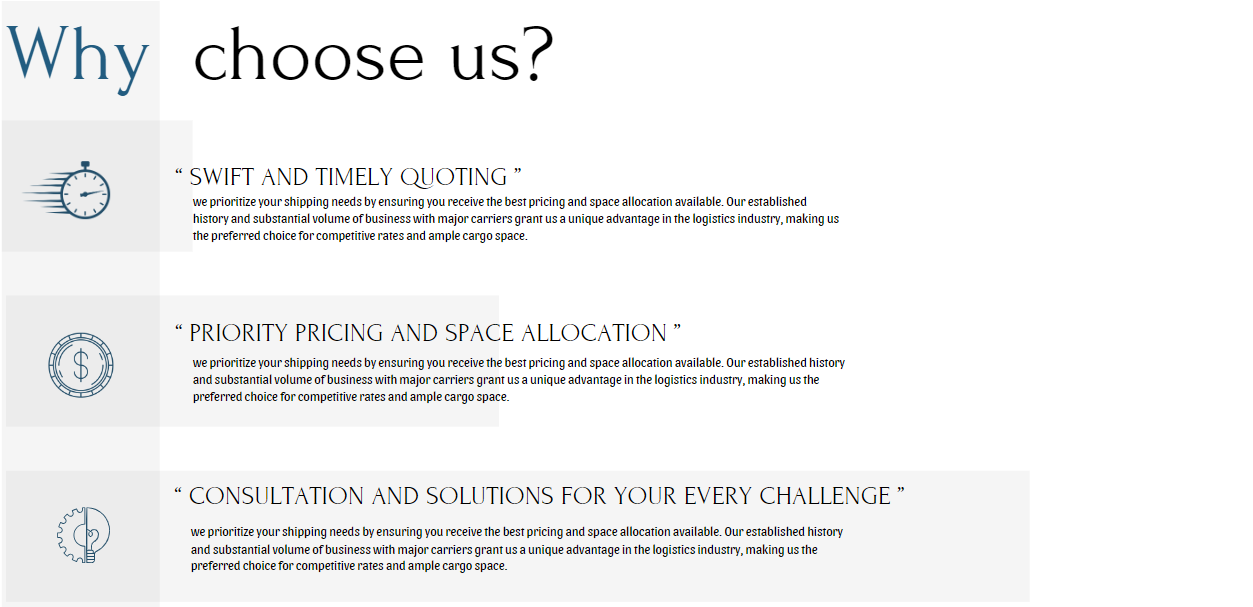 Why choose us?
“ SWIFT AND TIMELY QUOTING ”
we prioritize your shipping needs by ensuring you receive the best pricing and space allocation available. Our established
history and substantial volume of business with major carriers grant us a unique advantage in the logistics industry, making us
the preferred choice for competitive rates and ample cargo space.
“ PRIORITY PRICING AND SPACE ALLOCATION ”
we prioritize your shipping needs by ensuring you receive the best pricing and space allocation available. Our established history
and substantial volume of business with major carriers grant us a unique advantage in the logistics industry, making us the
preferred choice for competitive rates and ample cargo space.
“ CONSULTATION AND SOLUTIONS FOR YOUR EVERY CHALLENGE ”
we prioritize your shipping needs by ensuring you receive the best pricing and space allocation available. Our established history
and substantial volume of business with major carriers grant us a unique advantage in the logistics industry, making us the
preferred choice for competitive rates and ample cargo space.